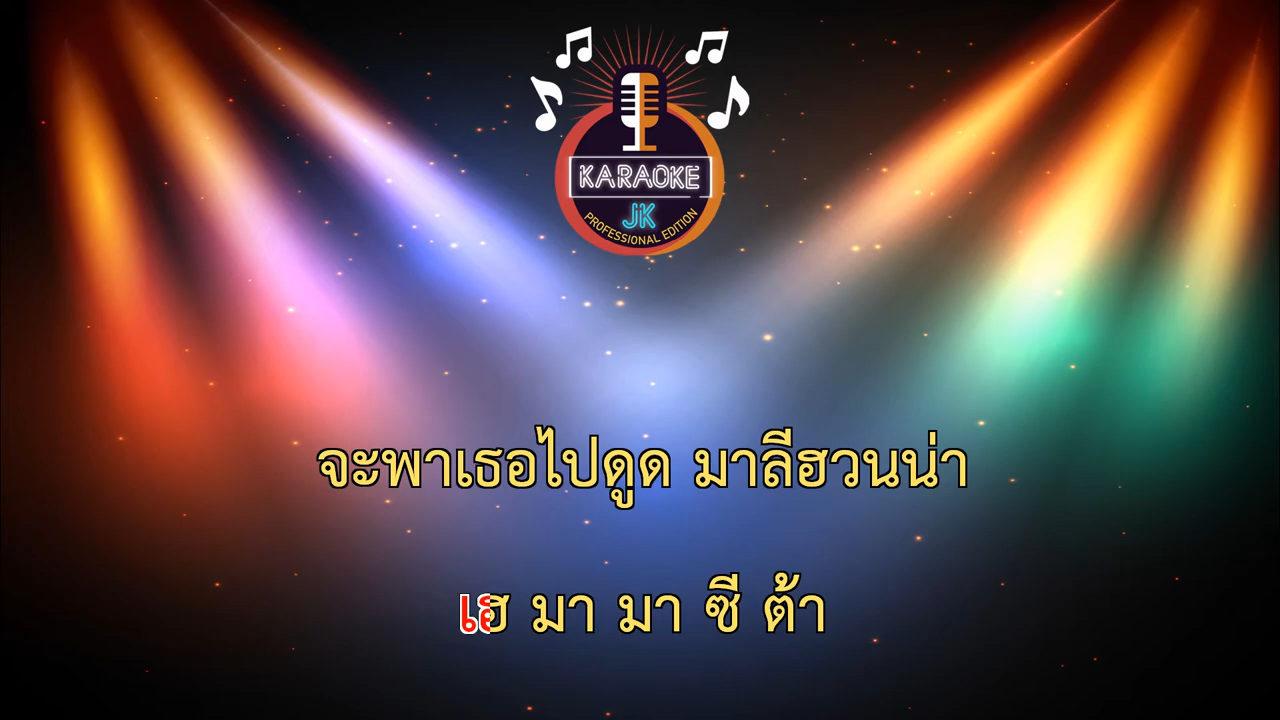 KARAOKE
JK
PROFESSIONAL EDITION
จะพาเธอไปดูด มาลีฮวนน่า
เฮ มา มา ซี ต้า